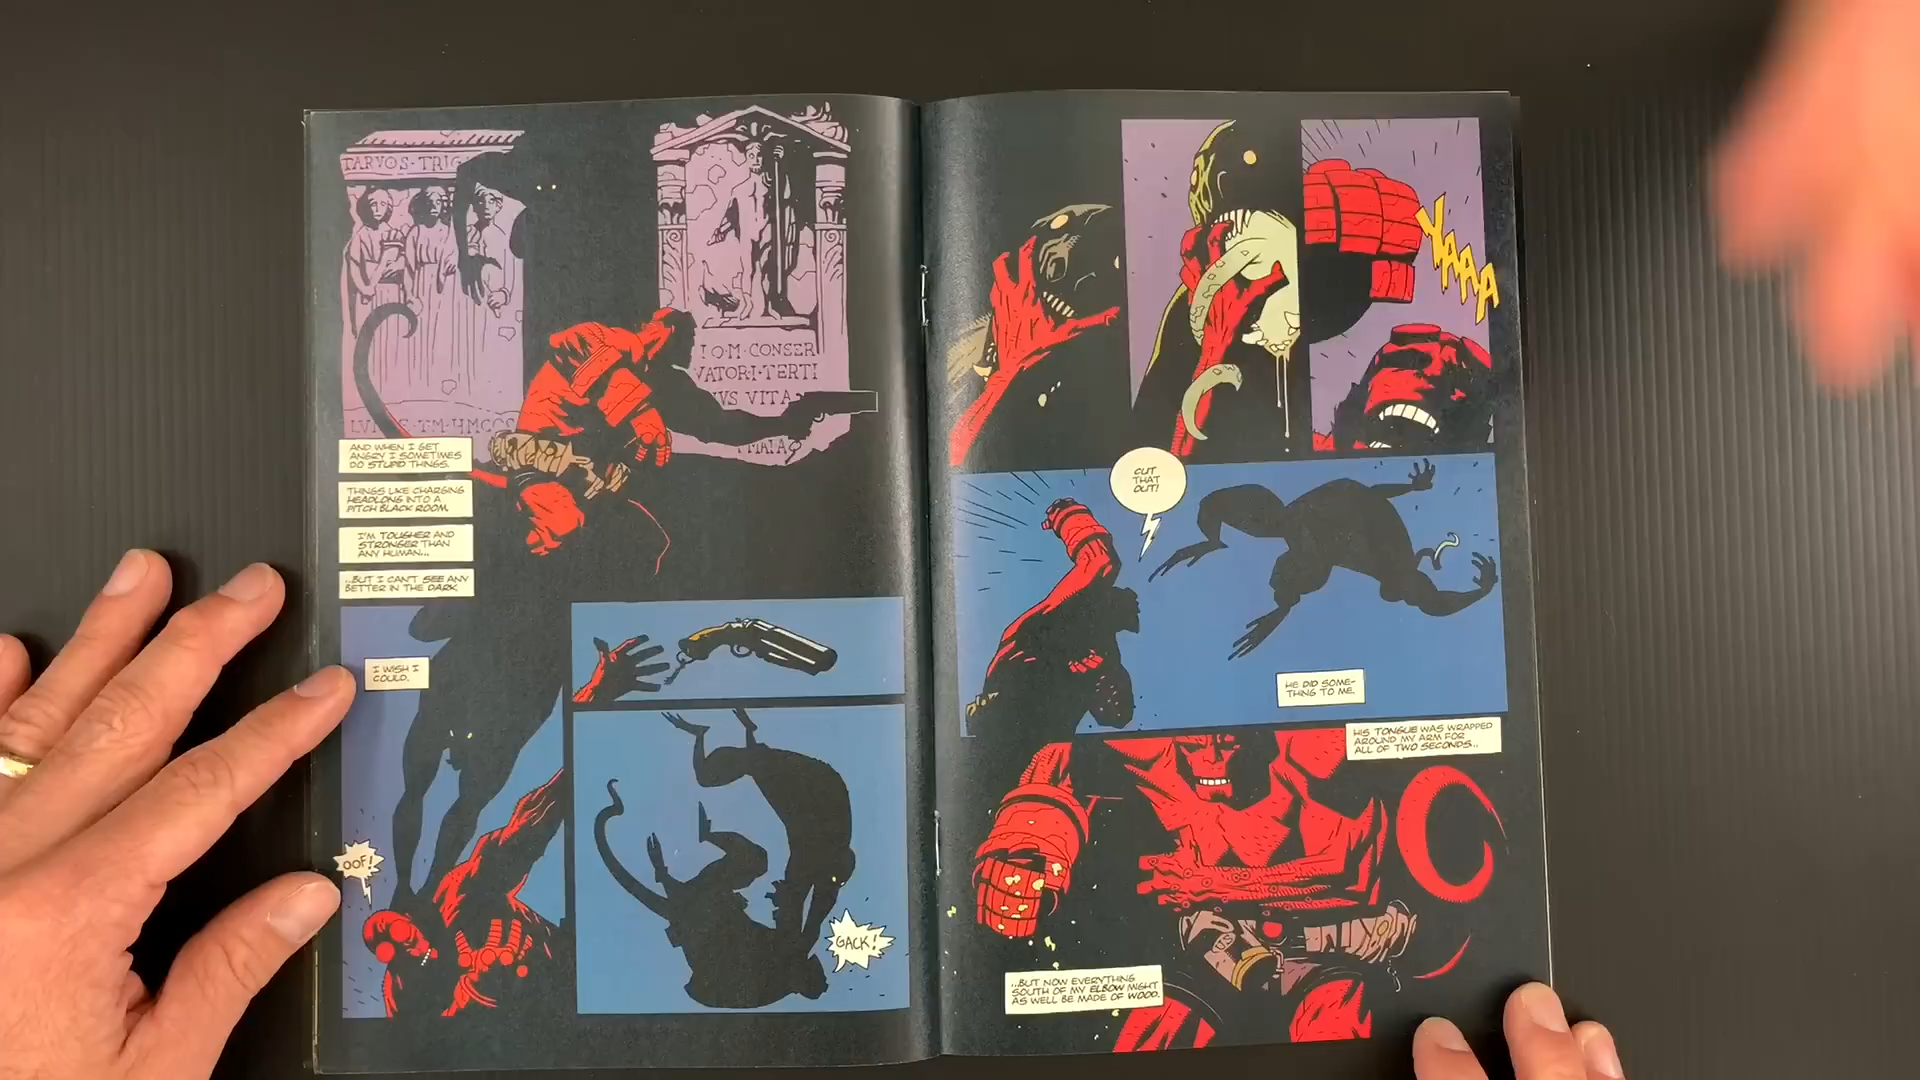 TARVOS·TRIG
I·O·M·CONSER
VATORI·TERTI
VS VITA
MAIA
AND WHEN I GET
ANGRY I SOMETIMES
DO STUPID THINGS.
THINGS LIKE CHARGING
HEADLONG INTO A
PITCH BLACK ROOM.
I'M TOUGHER AND
STRONGER THAN
ANY HUMAN...
...BUT I CAN'T SEE ANY
BETTER IN THE DARK.
I WISH I
COULD.
OOF!
GACK!
YAAAA
CUT
THAT
OUT!
HE DID SOME-
THING TO ME.
HIS TONGUE WAS WRAPPED
AROUND MY ARM FOR
ALL OF TWO SECONDS...
...BUT NOW EVERYTHING
SOUTH OF MY ELBOW MIGHT
AS WELL BE MADE OF WOOD.